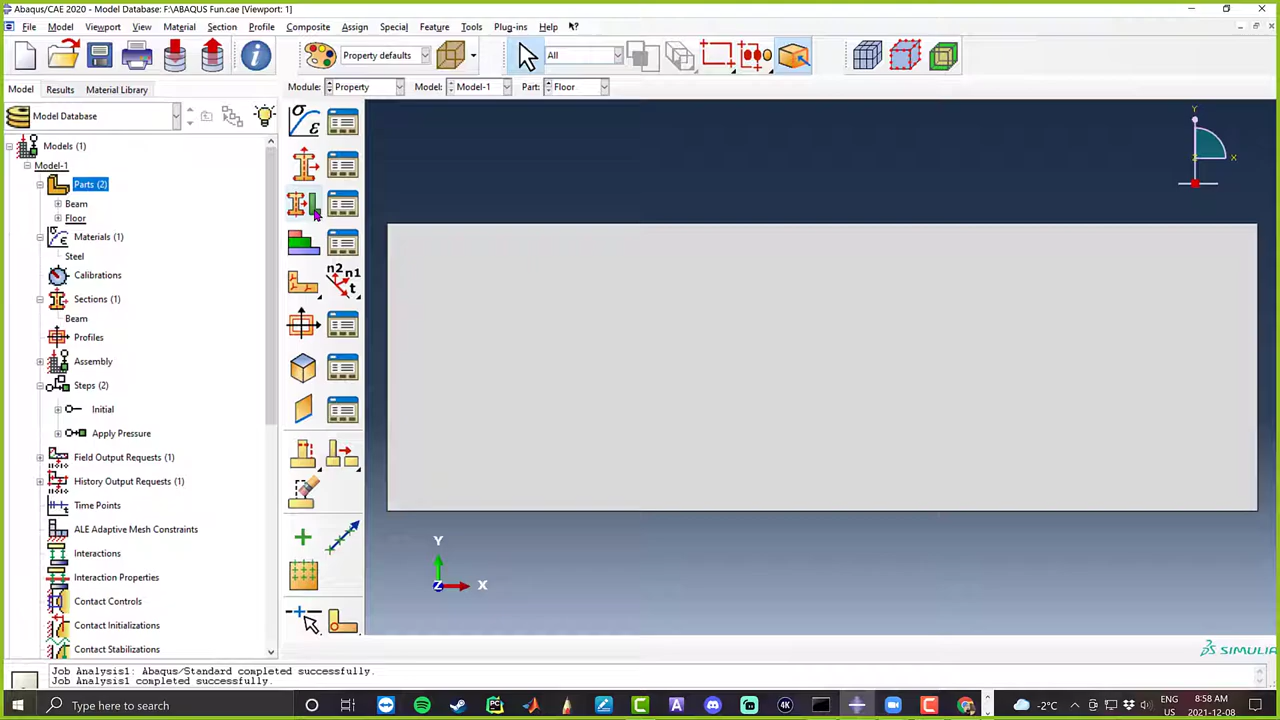 Abaqus/CAE 2020 - Model Database: F:\ABAQUS Fun.cae [Viewport: 1]
File Model Viewport View Material Section Profile Composite Assign Special Feature Tools Plug-ins Help
Property defaults All
Model Results Material Library Module: Property Model: Model-1 Part: Floor
Model Database
Models (1)
Model-1
Parts (2)
Beam
Floor
Materials (1)
Steel
Calibrations
Sections (1)
Beam
Profiles
Assembly
Steps (2)
Initial
Apply Pressure
Field Output Requests (1)
History Output Requests (1)
Time Points
ALE Adaptive Mesh Constraints
Interactions
Interaction Properties
Contact Controls
Contact Initializations
Contact Stabilizations
σ
ε
n2 n1
t
Y
X
Z
Y
Z X
SIMULIA
Job Analysis1: Abaqus/Standard completed successfully.
Job Analysis1 completed successfully.
Type here to search
-2°C
ENG
8:58 AM
2021-12-08